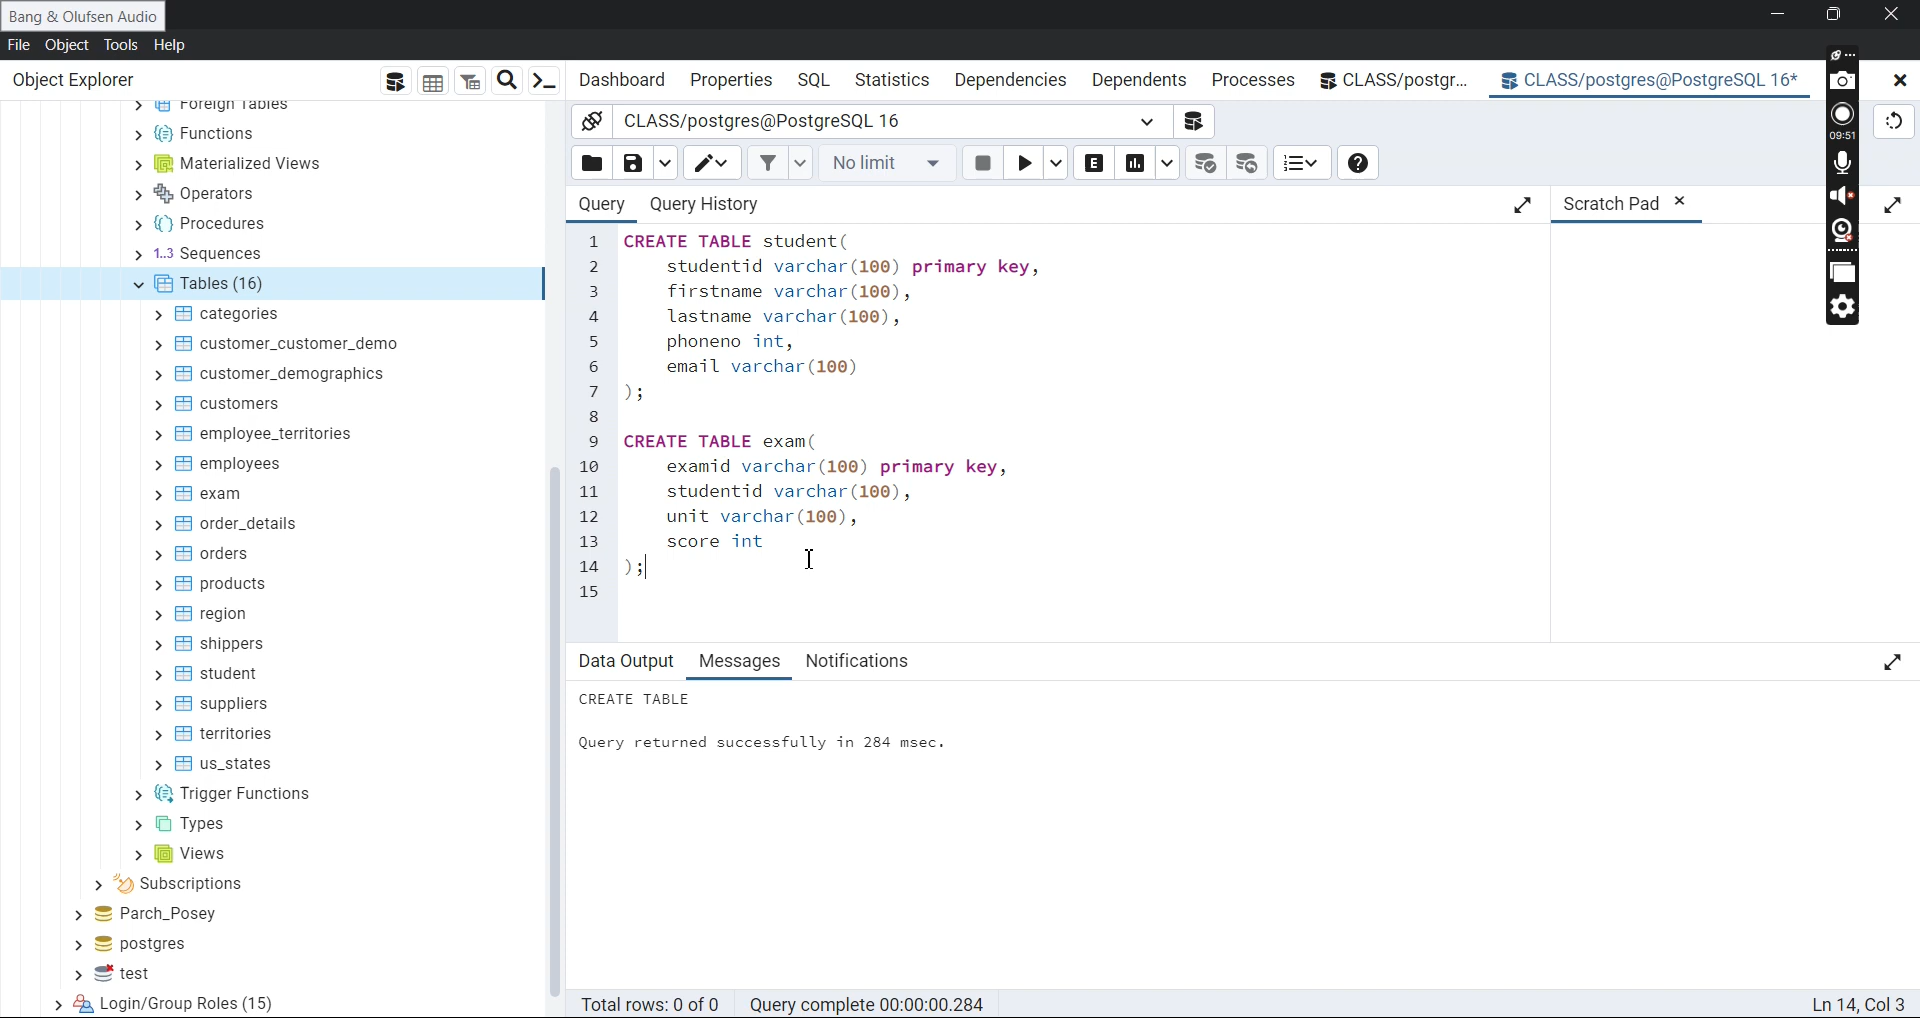 Bang & Olufsen Audio
File Object Tools Help
Object Explorer
Dashboard Properties SQL Statistics Dependencies Dependents Processes CLASS/postgr... CLASS/postgres@PostgreSQL 16*
Foreign Tables
Functions
Materialized Views
Operators
Procedures
1..3 Sequences
Tables (16)
categories
customer_customer_demo
customer_demographics
customers
employee_territories
employees
exam
order_details
orders
products
region
shippers
student
suppliers
territories
us_states
Trigger Functions
Types
Views
Subscriptions
Parch_Posey
postgres
test
Login/Group Roles (15)
CLASS/postgres@PostgreSQL 16
No limit
E
09:51
Query Query History
Scratch Pad
1 CREATE TABLE student(
2 studentid varchar(100) primary key,
3 firstname varchar(100),
4 lastname varchar(100),
5 phoneno int,
6 email varchar(100)
7 );
8
9 CREATE TABLE exam(
10 examid varchar(100) primary key,
11 studentid varchar(100),
12 unit varchar(100),
13 score int
14 );
15
Data Output Messages Notifications
CREATE TABLE
Query returned successfully in 284 msec.
Total rows: 0 of 0 Query complete 00:00:00.284 Ln 14, Col 3